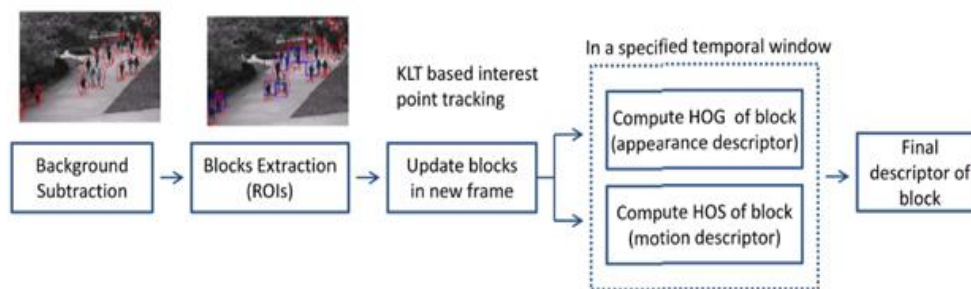 In a specified temporal window
KLT based interest
point tracking
Background
Subtraction
Blocks Extraction
(ROIs)
Update blocks
in new frame
Compute HOG of block
(appearance descriptor)
Compute HOS of block
(motion descriptor)
Final
descriptor of
block